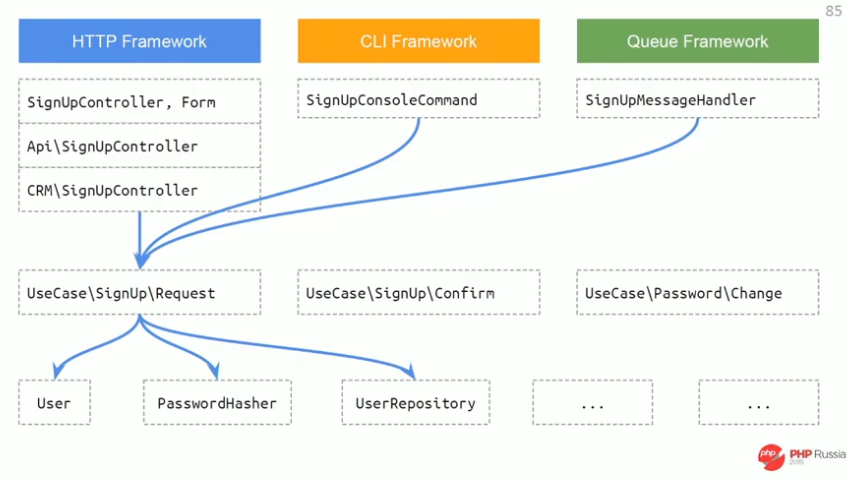 85
HTTP Framework
CLI Framework
Queue Framework
SignUpController, Form
SignUpConsoleCommand
SignUpMessageHandler
Api\SignUpController
CRM\SignUpController
UseCase\SignUp\Request
UseCase\SignUp\Confirm
UseCase\Password\Change
User
PasswordHasher
UserRepository
...
...
php
PHP Russia
2019